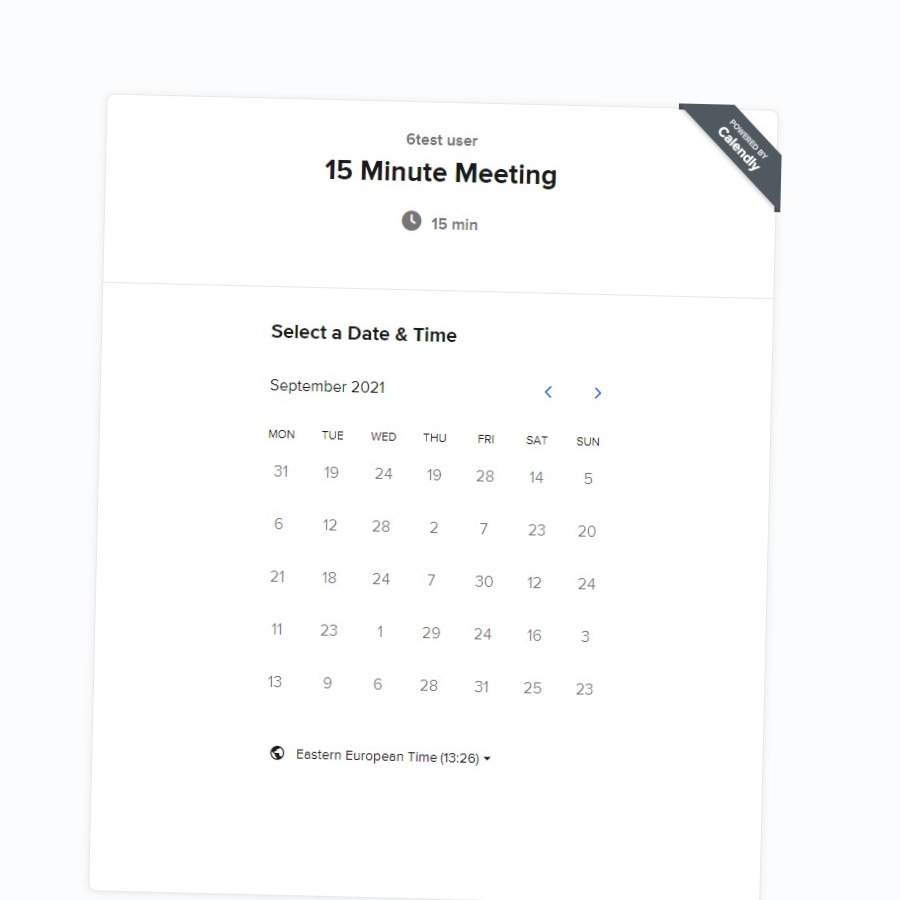 POWERED BY
Calendly
6test user
15 Minute Meeting
15 min
Select a Date & Time
September 2021
MON TUE WED THU FRI SAT SUN
31 19 24 19 28 14 5
6 12 28 2 7 23 20
21 18 24 7 30 12 24
11 23 1 29 24 16 3
13 9 6 28 31 25 23
Eastern European Time (13:26)